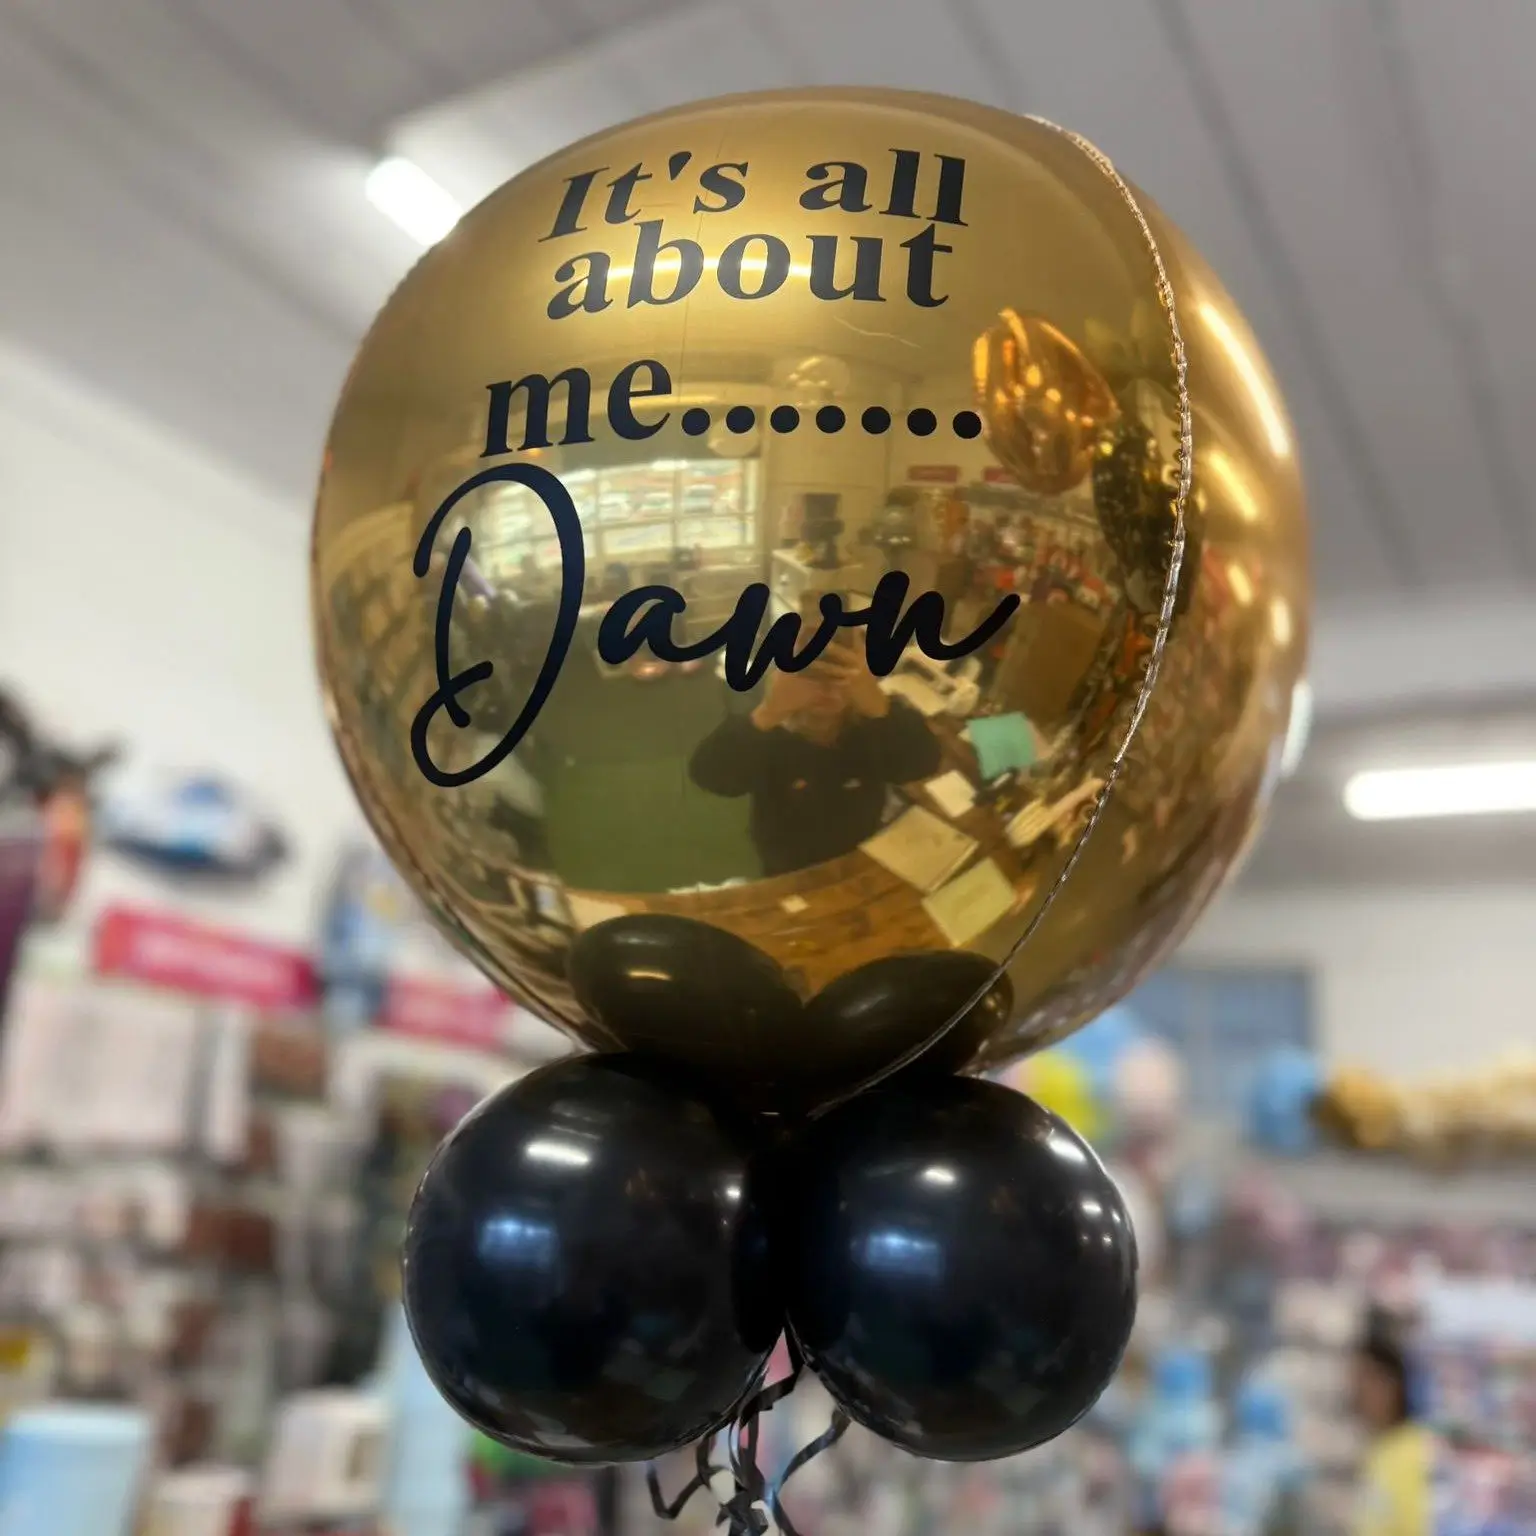 It's all
about
me.......
Dawn